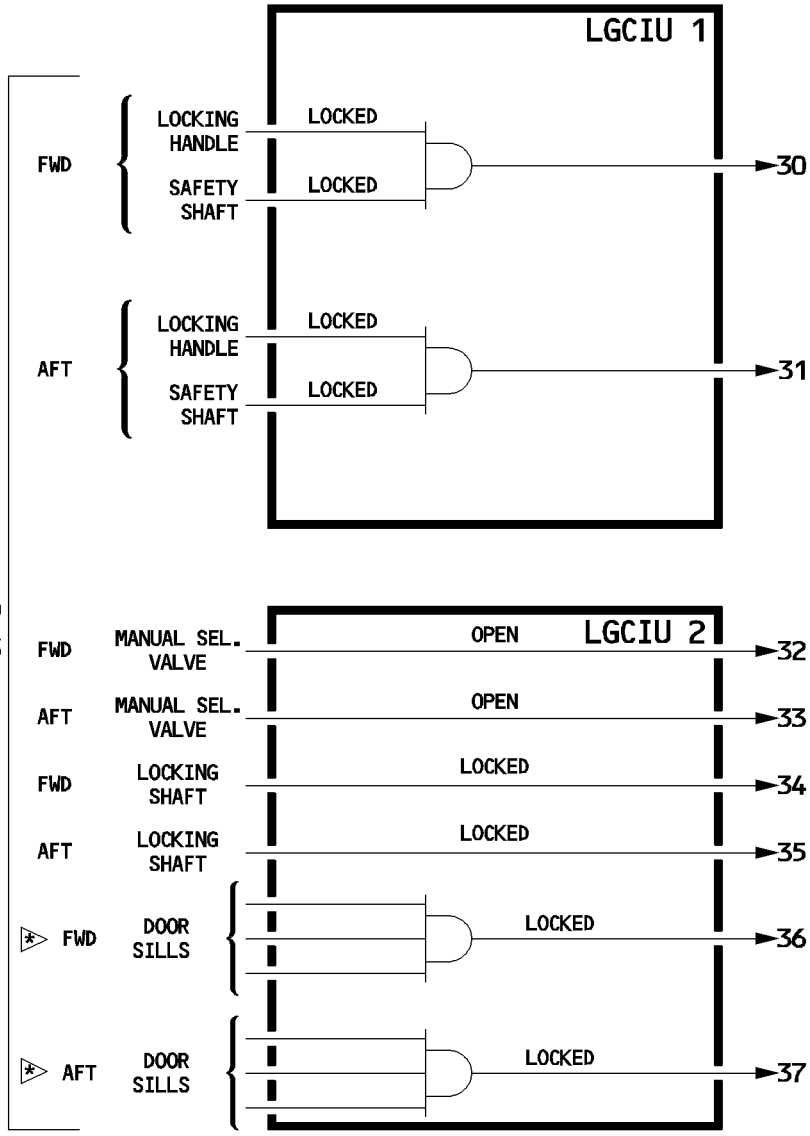 LGCIU 1
FWD
LOCKING
HANDLE
LOCKED
SAFETY
SHAFT
LOCKED
30
AFT
LOCKING
HANDLE
LOCKED
SAFETY
SHAFT
LOCKED
31
LGCIU 2
FWD
MANUAL SEL.
VALVE
OPEN
32
AFT
MANUAL SEL.
VALVE
OPEN
33
FWD
LOCKING
SHAFT
LOCKED
34
AFT
LOCKING
SHAFT
LOCKED
35
* FWD
DOOR
SILLS
LOCKED
36
* AFT
DOOR
SILLS
LOCKED
37